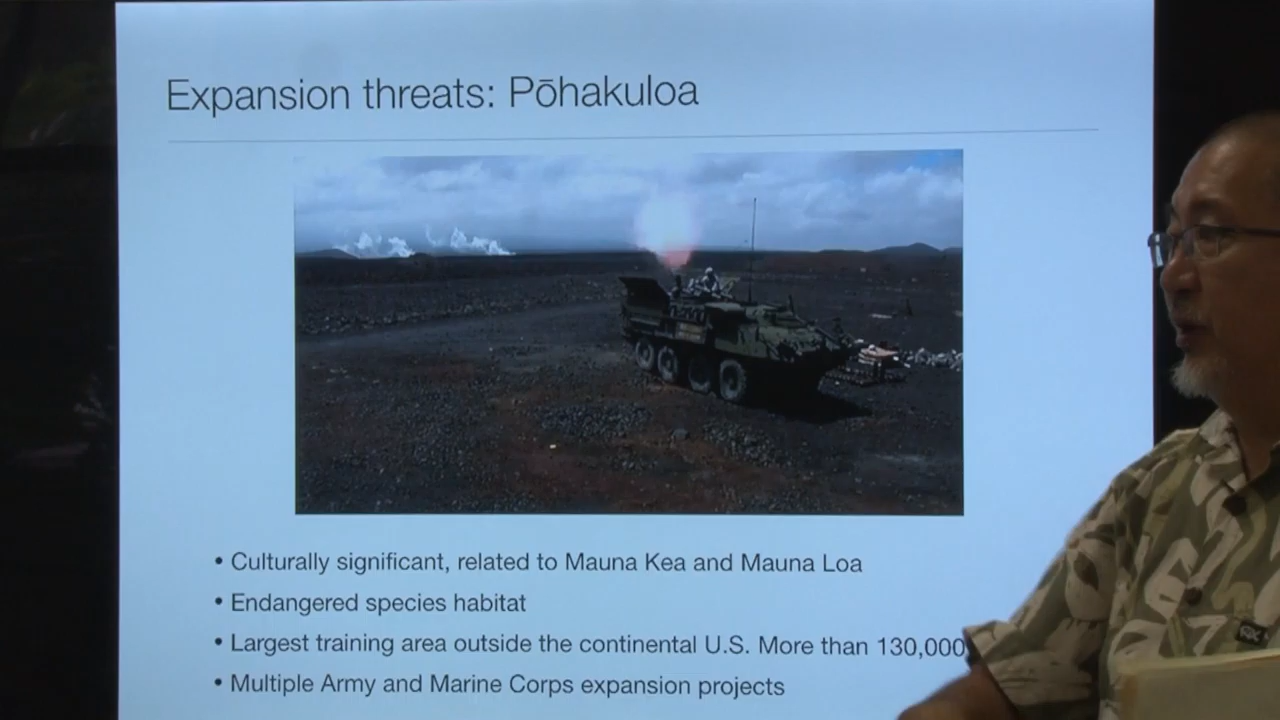 Expansion threats: Pōhakuloa
• Culturally significant, related to Mauna Kea and Mauna Loa
• Endangered species habitat
• Largest training area outside the continental U.S. More than 130,000
• Multiple Army and Marine Corps expansion projects